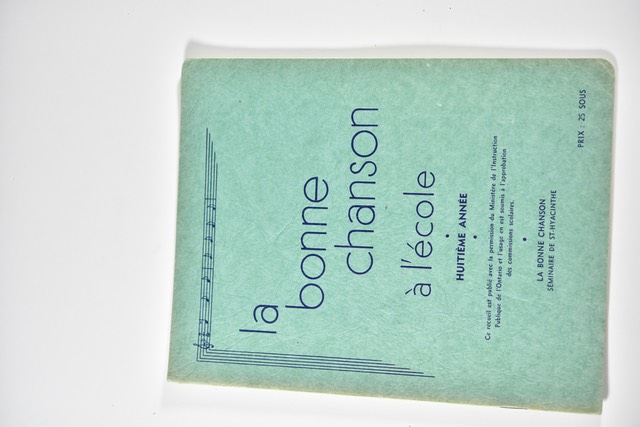 la
bonne
chanson
à l'école
HUITIÈME ANNÉE
Ce recueil est publié avec la permission du Ministère de l'Instruction
Publique de l'Ontario et l'usage en est soumis à l'approbation
des commissions scolaires.
LA BONNE CHANSON
SÉMINAIRE DE ST-HYACINTHE
PRIX : 25 SOUS